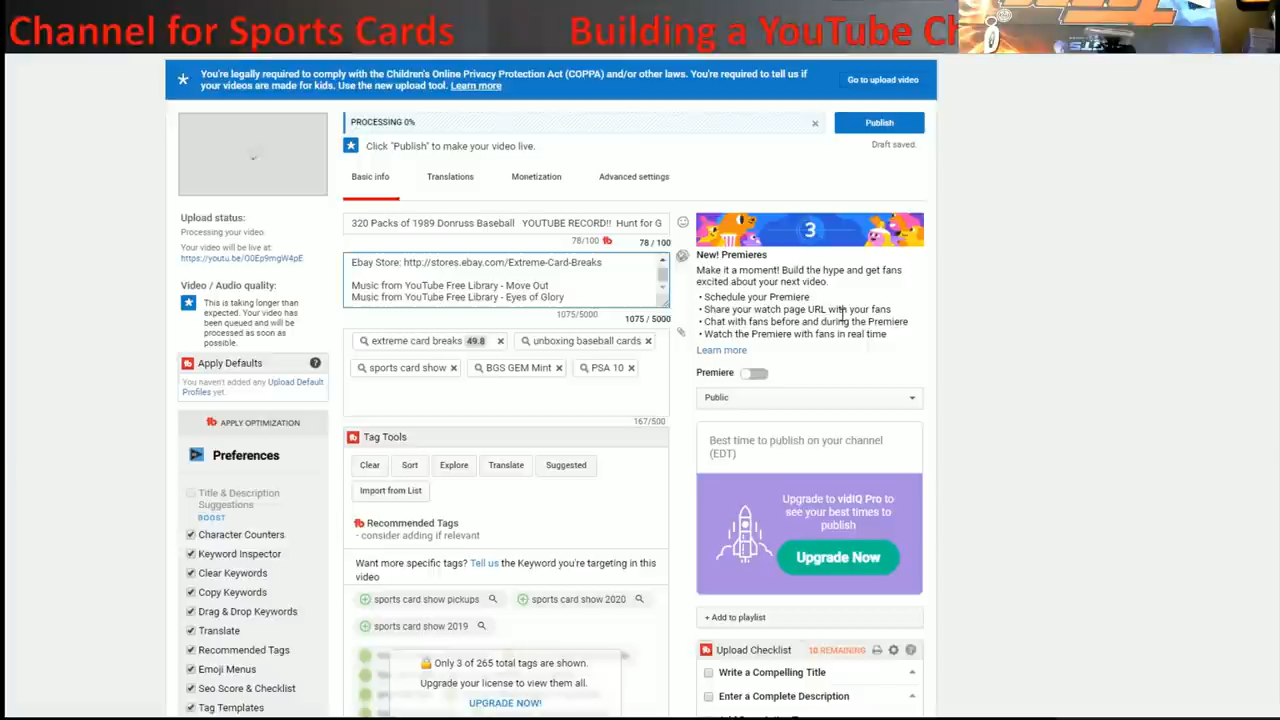 Channel for Sports Cards
Building a YouTube Ch
You're legally required to comply with the Children's Online Privacy Protection Act (COPPA) and/or other laws. You're required to tell us if
your videos are made for kids. Use the new upload tool. Learn more
Go to upload video
PROCESSING 0%
Publish
Click "Publish" to make your video live.
Draft saved.
Basic info
Translations
Monetization
Advanced settings
Upload status:
Processing your video.
Your video will be live at:
https://youtu.be/O0Ep9mgW4pE
Video / Audio quality:
This is taking longer than
expected. Your video has
been queued and will be
processed as soon as
possible.
Apply Defaults
You haven't added any Upload Default
Profiles yet.
APPLY OPTIMIZATION
Preferences
Title & Description
Suggestions
BOOST
Character Counters
Keyword Inspector
Clear Keywords
Copy Keywords
Drag & Drop Keywords
Translate
Recommended Tags
Emoji Menus
Seo Score & Checklist
Tag Templates
320 Packs of 1989 Donruss Baseball YOUTUBE RECORD!! Hunt for G
78/100
78 / 100
Ebay Store: http://stores.ebay.com/Extreme-Card-Breaks
Music from YouTube Free Library - Move Out
Music from YouTube Free Library - Eyes of Glory
1075/5000
1075 / 5000
extreme card breaks 49.8
unboxing baseball cards
sports card show
BGS GEM Mint
PSA 10
167/500
Tag Tools
Clear
Sort
Explore
Translate
Suggested
Import from List
Recommended Tags
- consider adding if relevant
Want more specific tags? Tell us the Keyword you're targeting in this
video
sports card show pickups
sports card show 2020
sports card show 2019
Only 3 of 265 total tags are shown.
Upgrade your license to view them all.
UPGRADE NOW!
3
New! Premieres
Make it a moment! Build the hype and get fans
excited about your next video.
• Schedule your Premiere
• Share your watch page URL with your fans
• Chat with fans before and during the Premiere
• Watch the Premiere with fans in real time
Learn more
Premiere
Public
Best time to publish on your channel
(EDT)
Upgrade to vidIQ Pro to
see your best times to
publish
Upgrade Now
+ Add to playlist
Upload Checklist
10 REMAINING
Write a Compelling Title
Enter a Complete Description